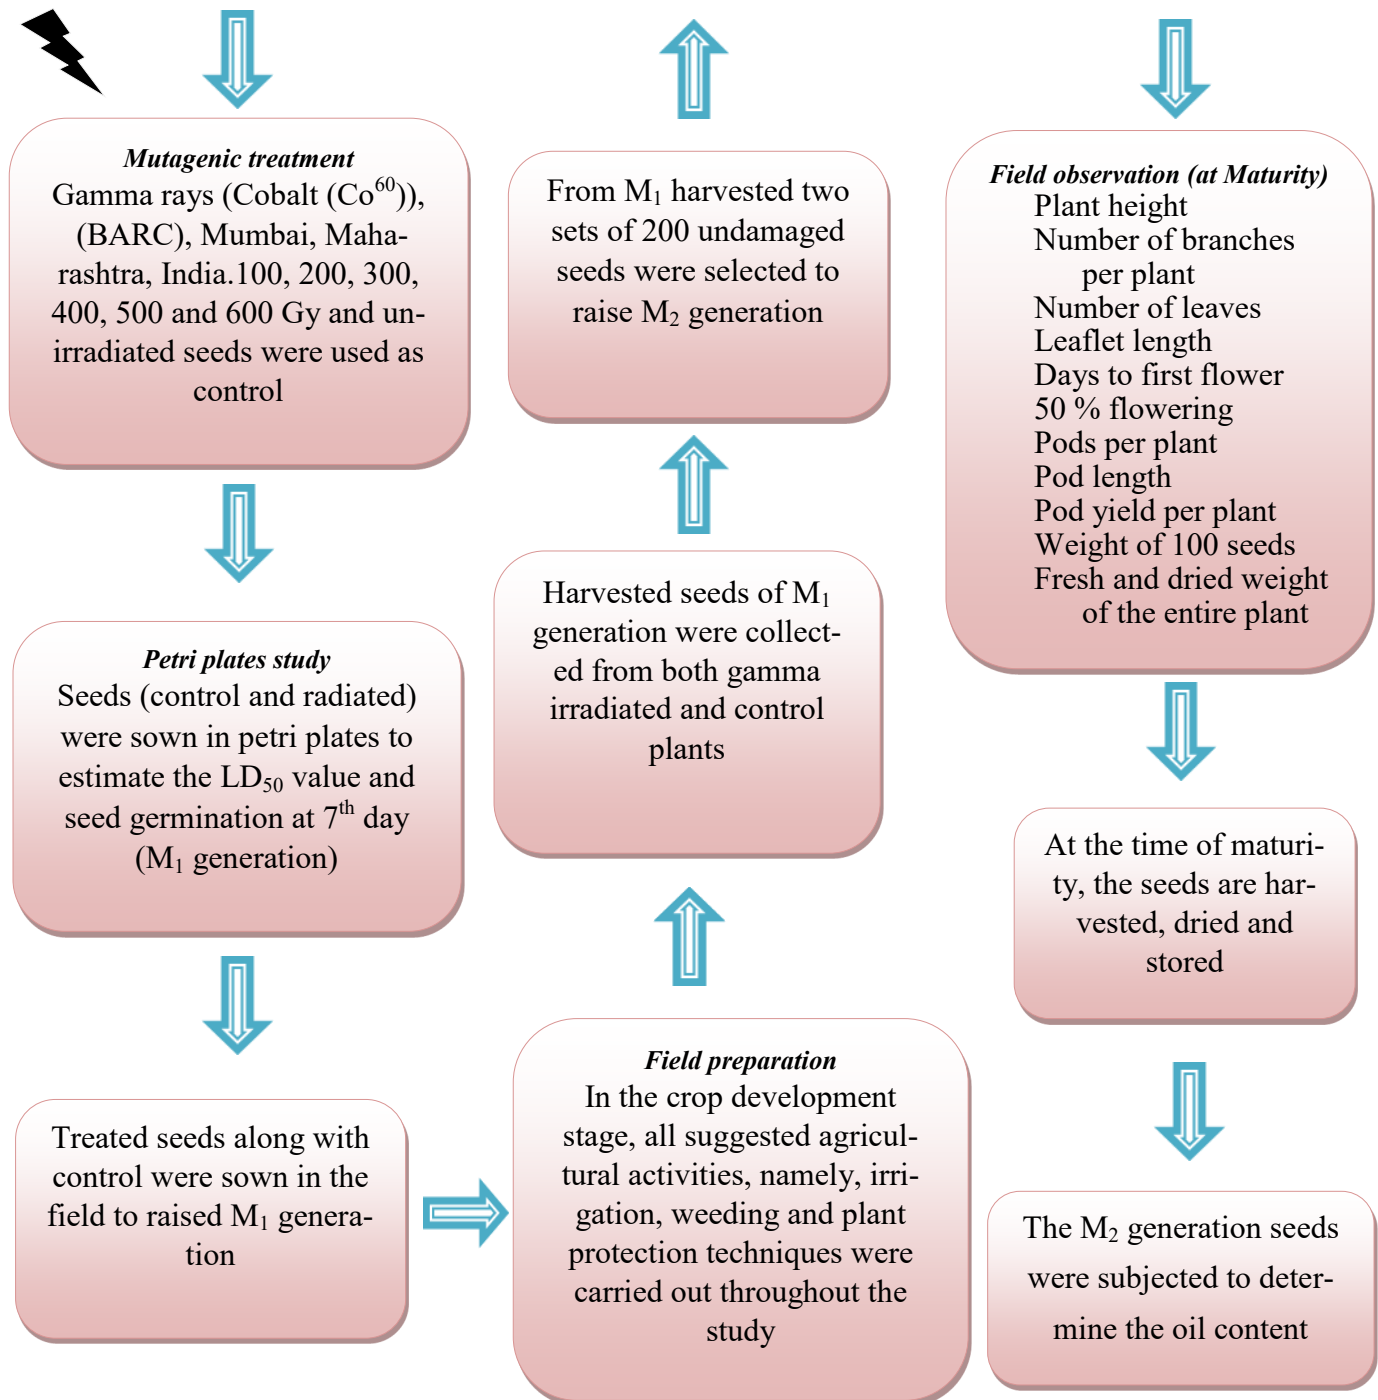 Mutagenic treatment
Gamma rays (Cobalt (Co⁶⁰)),
(BARC), Mumbai, Maha-
rashtra, India.100, 200, 300,
400, 500 and 600 Gy and un-
irradiated seeds were used as
control
Petri plates study
Seeds (control and radiated)
were sown in petri plates to
estimate the LD₅₀ value and
seed germination at 7ᵗʰ day
(M₁ generation)
Treated seeds along with
control were sown in the
field to raised M₁ genera-
tion
Field preparation
In the crop development
stage, all suggested agricul-
tural activities, namely, irri-
gation, weeding and plant
protection techniques were
carried out throughout the
study
Harvested seeds of M₁
generation were collect-
ed from both gamma
irradiated and control
plants
From M₁ harvested two
sets of 200 undamaged
seeds were selected to
raise M₂ generation
Field observation (at Maturity)
Plant height
Number of branches
per plant
Number of leaves
Leaflet length
Days to first flower
50 % flowering
Pods per plant
Pod length
Pod yield per plant
Weight of 100 seeds
Fresh and dried weight
of the entire plant
At the time of maturi-
ty, the seeds are har-
vested, dried and
stored
The M₂ generation seeds
were subjected to deter-
mine the oil content